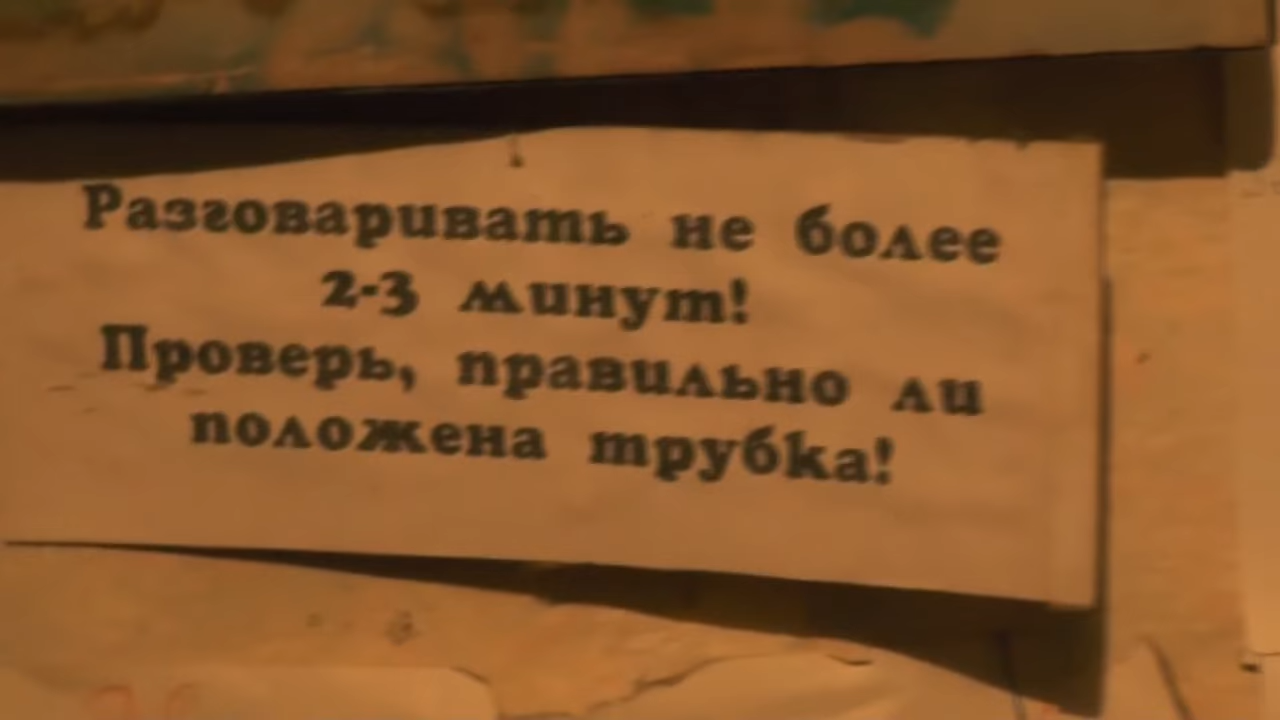 Разговаривать не более
2-3 минут!
Проверь, правильно ли
положена трубка!